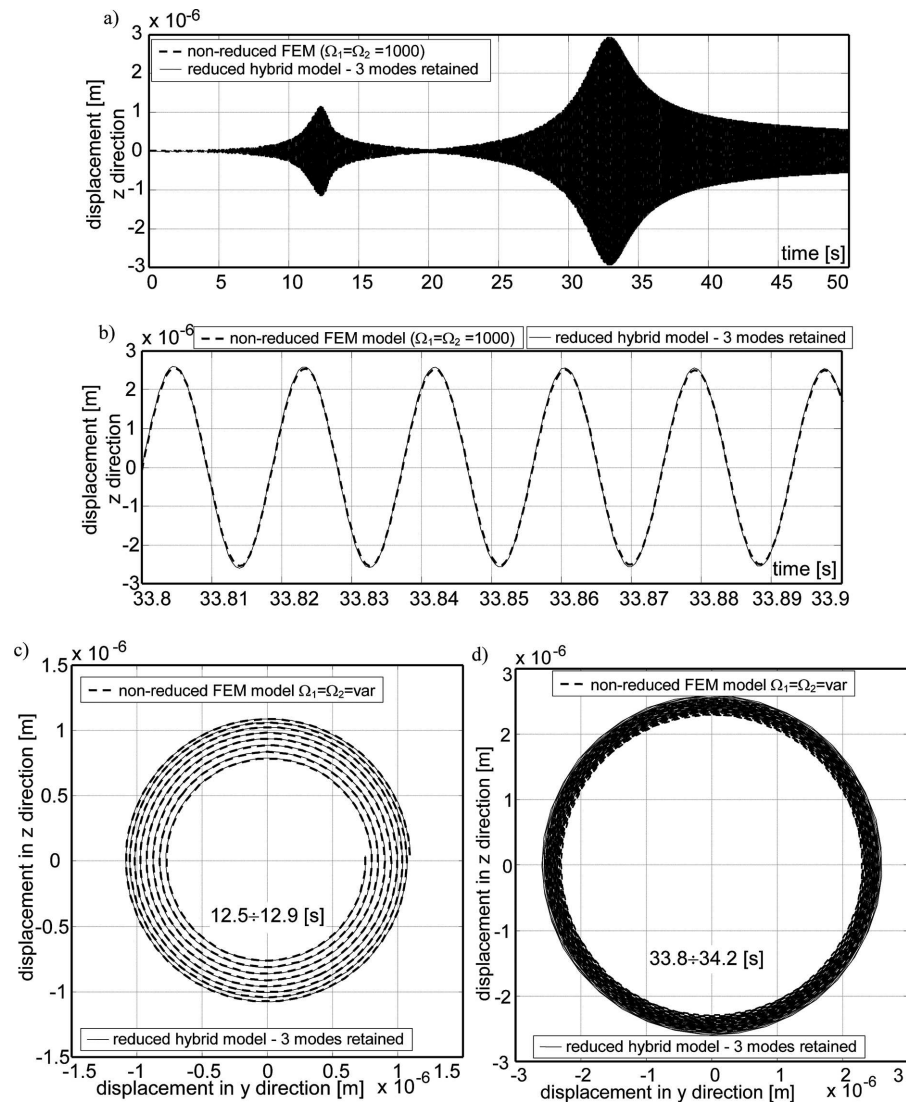 a)
x 10⁻⁶
3
2
1
0
-1
-2
-3
displacement [m]
z direction
non-reduced FEM (Ω₁=Ω₂ =1000)
reduced hybrid model - 3 modes retained
time [s]
0 5 10 15 20 25 30 35 40 45 50
b)
x 10⁻⁶
non-reduced FEM model (Ω₁=Ω₂ =1000)
reduced hybrid model - 3 modes retained
3
2
1
0
-1
-2
-3
displacement [m]
z direction
time [s]
33.8 33.81 33.82 33.83 33.84 33.85 33.86 33.87 33.88 33.89 33.9
c)
x 10⁻⁶
1.5
1
0.5
0
-0.5
-1
-1.5
displacement in z direction [m]
non-reduced FEM model Ω₁=Ω₂=var
12.5÷12.9 [s]
reduced hybrid model - 3 modes retained
-1.5 -1 -0.5 0 0.5 1 1.5
displacement in y direction [m] x 10⁻⁶
d)
x 10⁻⁶
3
2
1
0
-1
-2
-3
displacement in z direction [m]
non-reduced FEM model Ω₁=Ω₂=var
33.8÷34.2 [s]
reduced hybrid model - 3 modes retained
-3 -2 -1 0 1 2 3
displacement in y direction [m] x 10⁻⁶